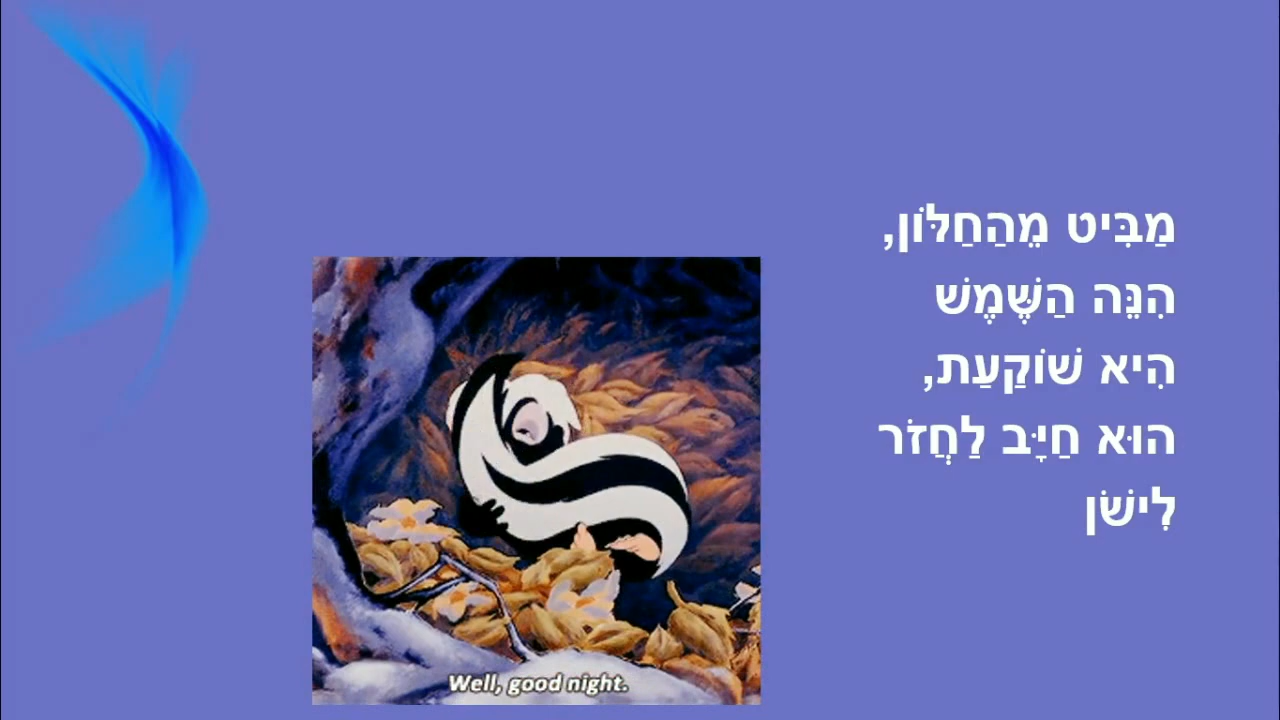 מַבִּיט מֵהַחַלּוֹן,
הִנֵּה הַשֶּׁמֶשׁ
הִיא שׁוֹקַעַת,
הוּא חַיָּב לַחֲזֹר
לִישֹׁן
Well, good night.